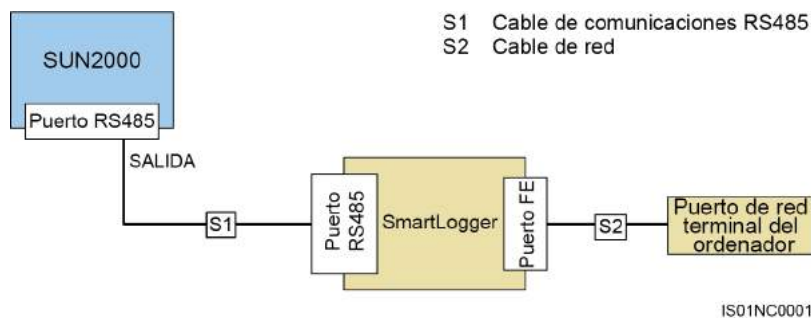 S1 Cable de comunicaciones RS485
S2 Cable de red
SUN2000
Puerto RS485
SALIDA
S1
Puerto
RS485
SmartLogger
Puerto FE
S2
Puerto de red
terminal del
ordenador
IS01NC0001